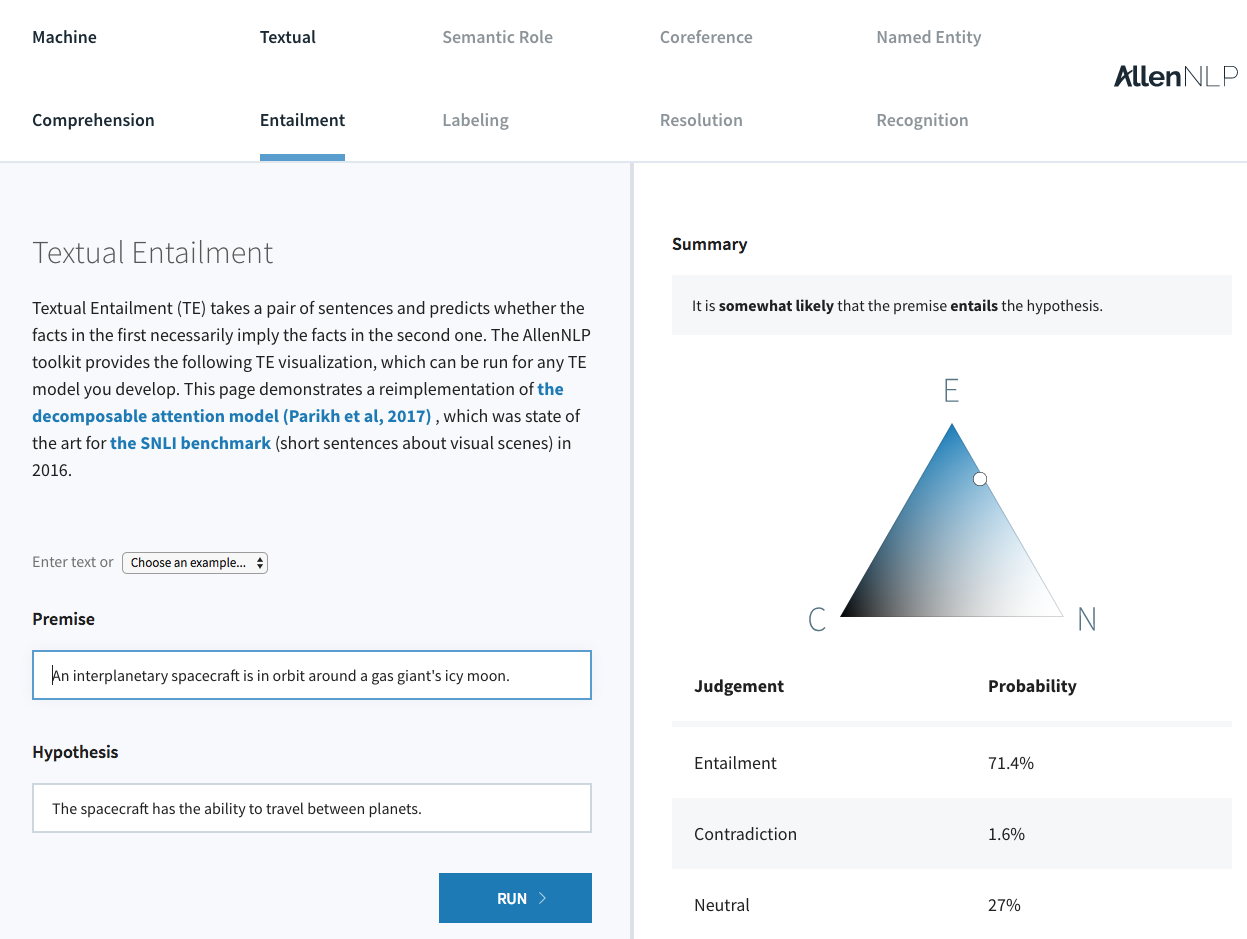 Machine Comprehension
Textual Entailment
Semantic Role Labeling
Coreference Resolution
Named Entity Recognition
AllenNLP
Textual Entailment
Textual Entailment (TE) takes a pair of sentences and predicts whether the
facts in the first necessarily imply the facts in the second one. The AllenNLP
toolkit provides the following TE visualization, which can be run for any TE
model you develop. This page demonstrates a reimplementation of the
decomposable attention model (Parikh et al, 2017) , which was state of
the art for the SNLI benchmark (short sentences about visual scenes) in
2016.
Enter text or Choose an example...
Premise
An interplanetary spacecraft is in orbit around a gas giant's icy moon.
Hypothesis
The spacecraft has the ability to travel between planets.
RUN
Summary
It is somewhat likely that the premise entails the hypothesis.
E
C N
Judgement Probability
Entailment 71.4%
Contradiction 1.6%
Neutral 27%